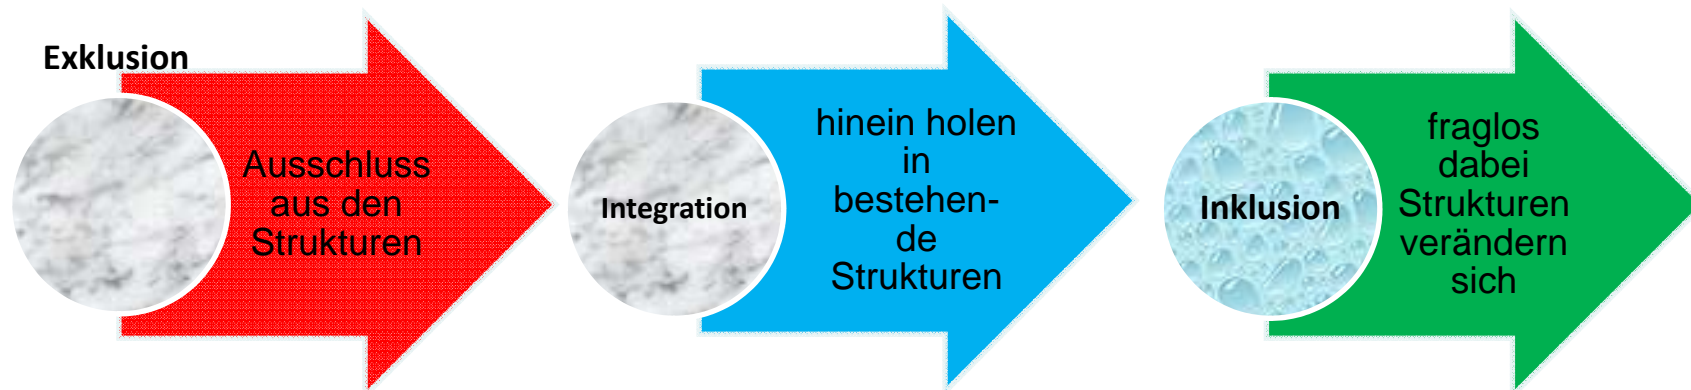 Exklusion
Ausschluss
aus den
Strukturen
Integration
hinein holen
in
bestehen-
de
Strukturen
Inklusion
fraglos
dabei
Strukturen
verändern
sich